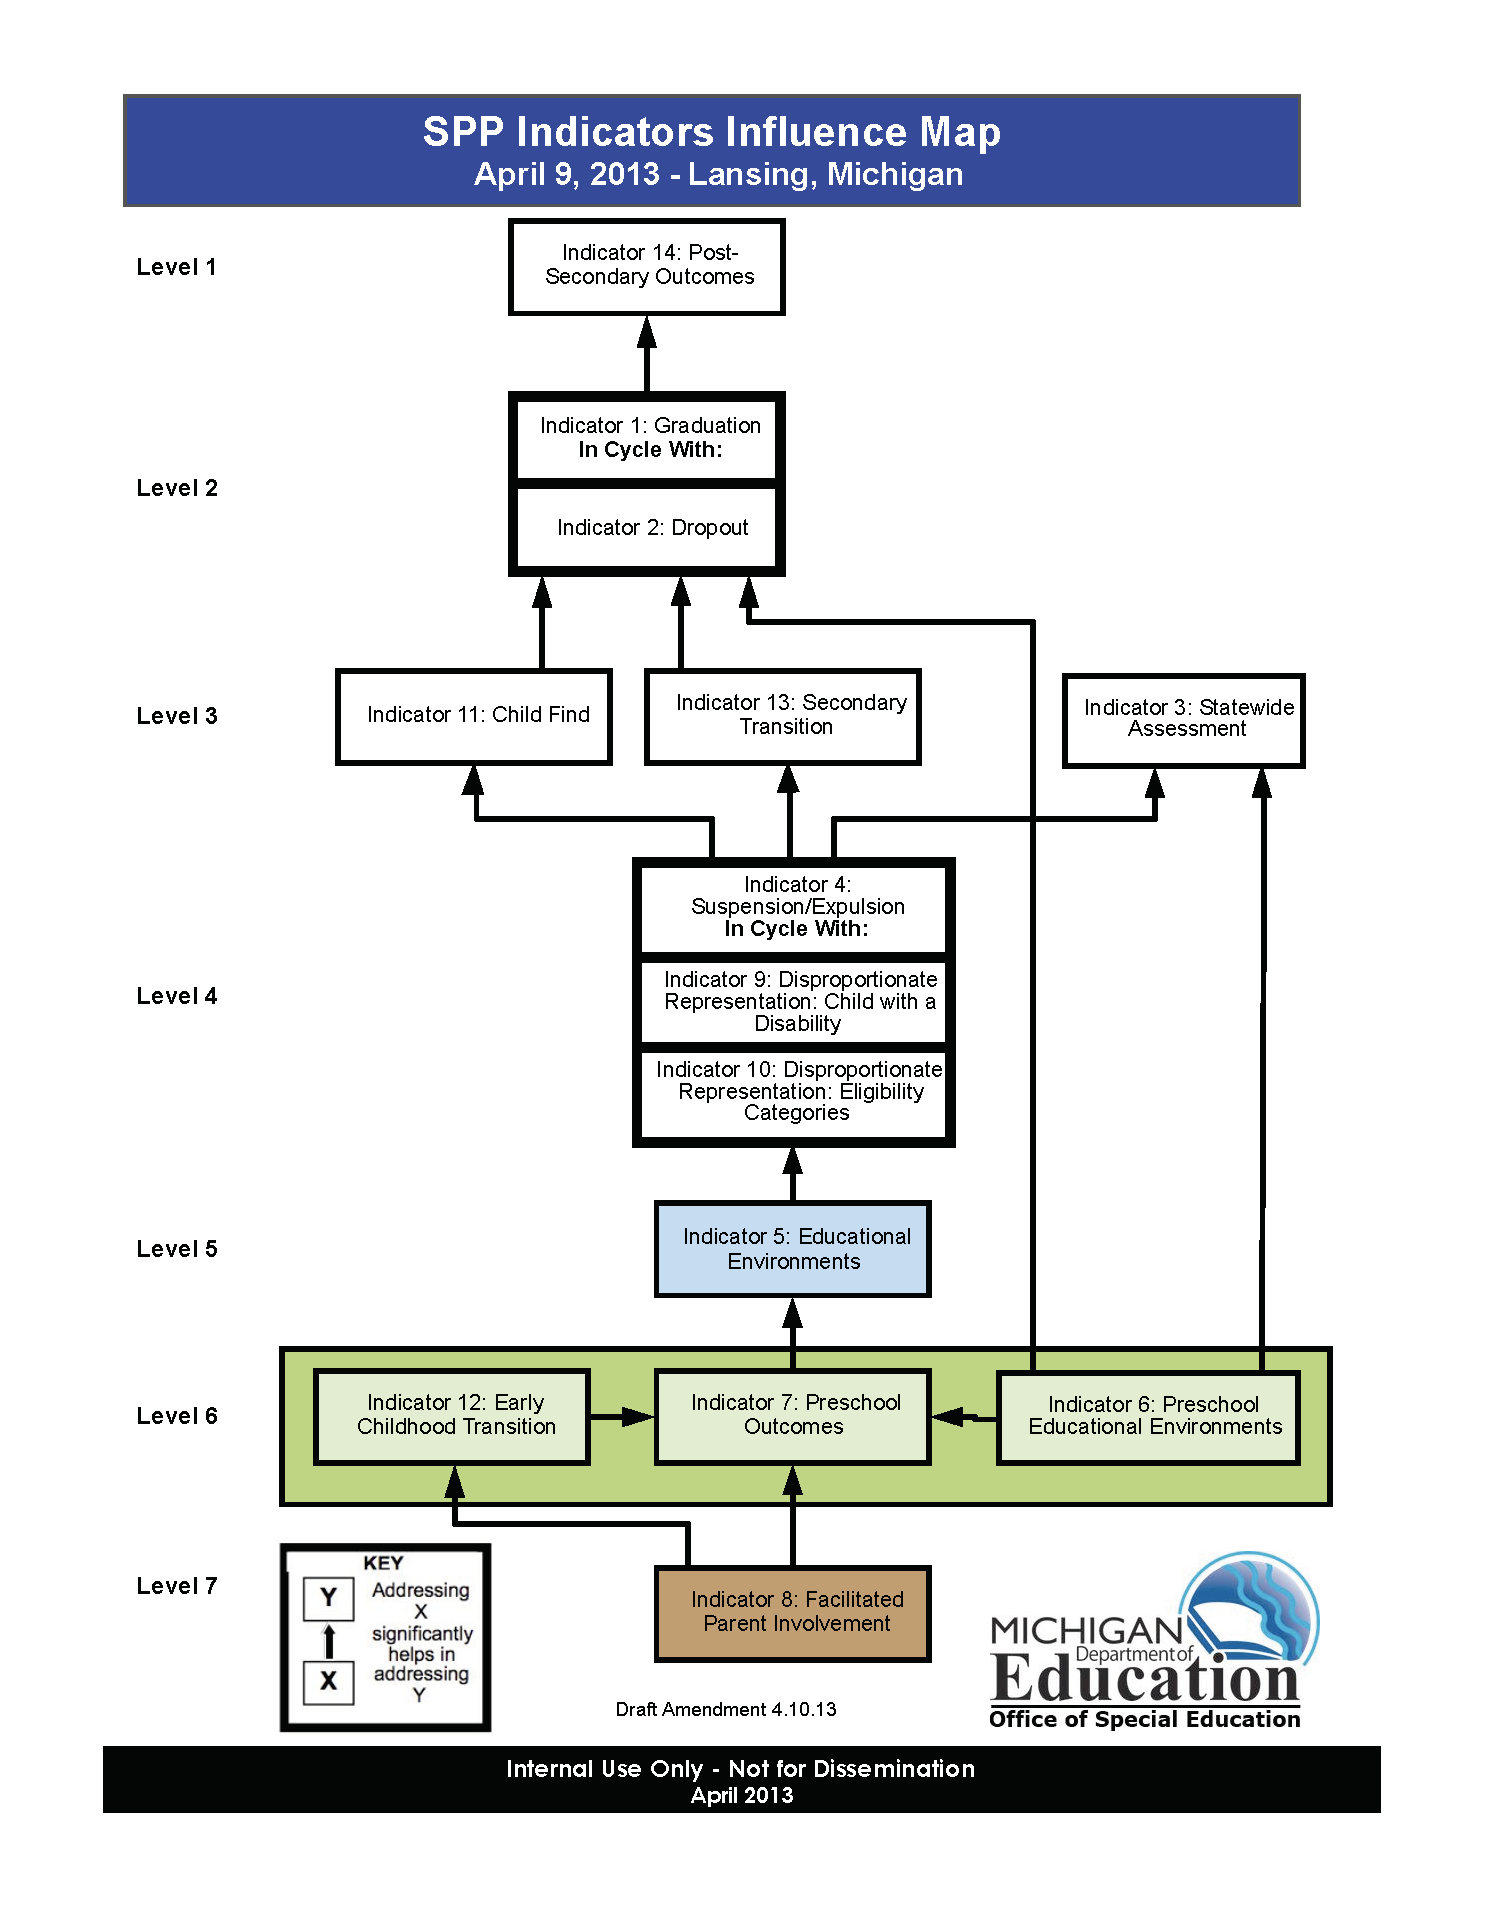 SPP Indicators Influence Map
April 9, 2013 - Lansing, Michigan
Level 1
Indicator 14: Post-
Secondary Outcomes
Level 2
Indicator 1: Graduation
In Cycle With:
Indicator 2: Dropout
Level 3
Indicator 11: Child Find
Indicator 13: Secondary
Transition
Indicator 3: Statewide
Assessment
Level 4
Indicator 4:
Suspension/Expulsion
In Cycle With:
Indicator 9: Disproportionate
Representation: Child with a
Disability
Indicator 10: Disproportionate
Representation: Eligibility
Categories
Level 5
Indicator 5: Educational
Environments
Level 6
Indicator 12: Early
Childhood Transition
Indicator 7: Preschool
Outcomes
Indicator 6: Preschool
Educational Environments
Level 7
KEY
Y
X
Addressing
X
significantly
helps in
addressing
Y
Indicator 8: Facilitated
Parent Involvement
Draft Amendment 4.10.13
MICHIGAN
Department of
Education
Office of Special Education
Internal Use Only - Not for Dissemination
April 2013